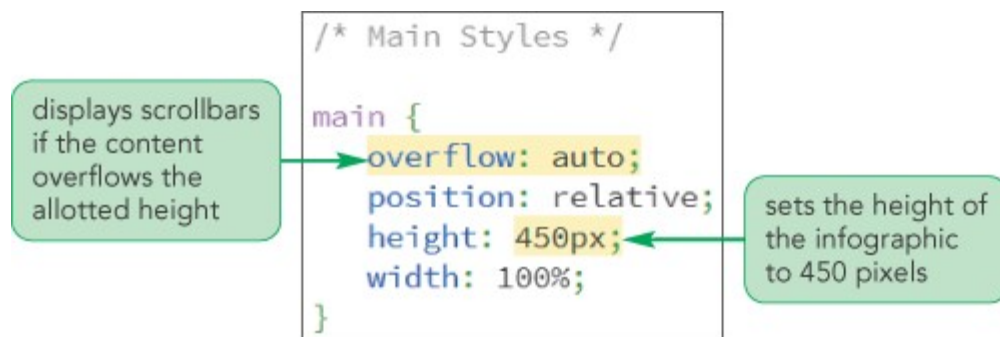 /* Main Styles */
displays scrollbars
if the content
overflows the
allotted height
main {
overflow: auto;
position: relative;
height: 450px;
width: 100%;
}
sets the height of
the infographic
to 450 pixels